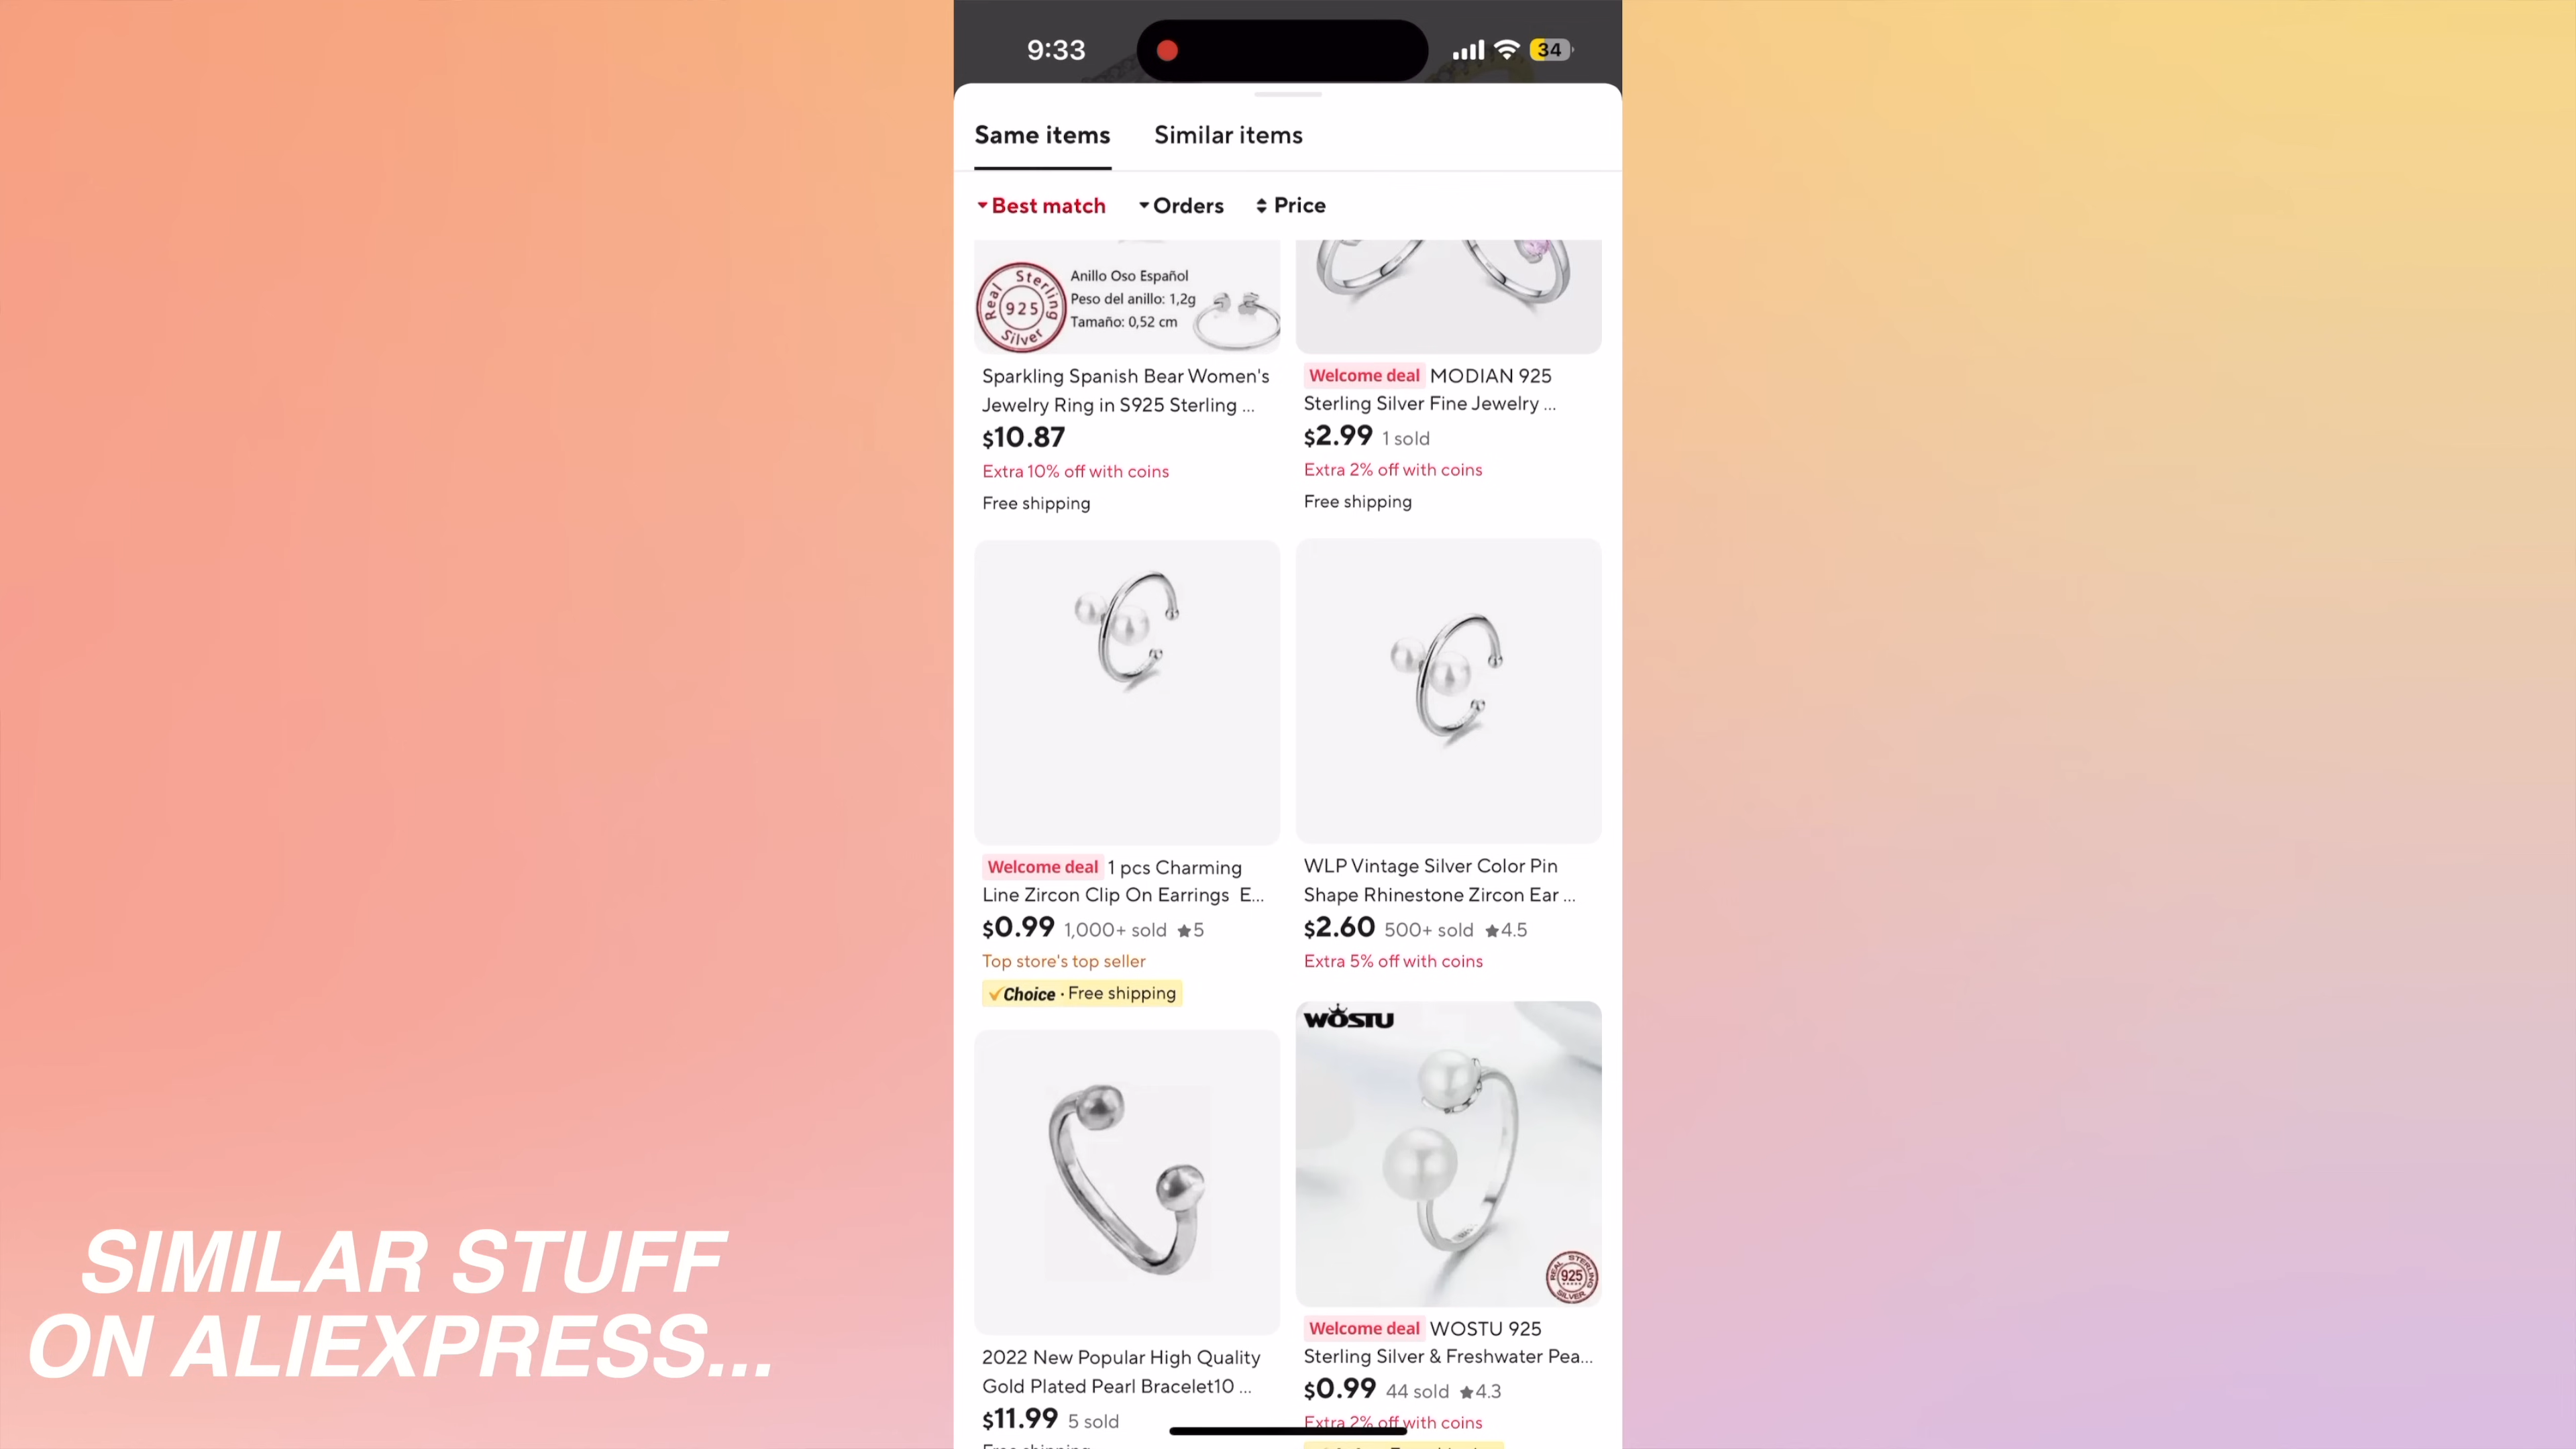 9:33
34
Same items
Similar items
Best match
Orders
Price
Real Sterling Silver
925
Anillo Oso Español
Peso del anillo: 1,2g
Tamaño: 0,52 cm
Sparkling Spanish Bear Women's
Jewelry Ring in S925 Sterling ...
$10.87
Extra 10% off with coins
Free shipping
Welcome deal MODIAN 925
Sterling Silver Fine Jewelry ...
$2.99 1 sold
Extra 2% off with coins
Free shipping
Welcome deal 1 pcs Charming
Line Zircon Clip On Earrings E...
$0.99 1,000+ sold ★5
Top store's top seller
Choice · Free shipping
WLP Vintage Silver Color Pin
Shape Rhinestone Zircon Ear ...
$2.60 500+ sold ★4.5
Extra 5% off with coins
2022 New Popular High Quality
Gold Plated Pearl Bracelet10 ...
$11.99 5 sold
Free shipping
WOSTU
REAL STERLING SILVER
925
Welcome deal WOSTU 925
Sterling Silver & Freshwater Pea...
$0.99 44 sold ★4.3
Extra 2% off with coins
SIMILAR STUFF
ON ALIEXPRESS...